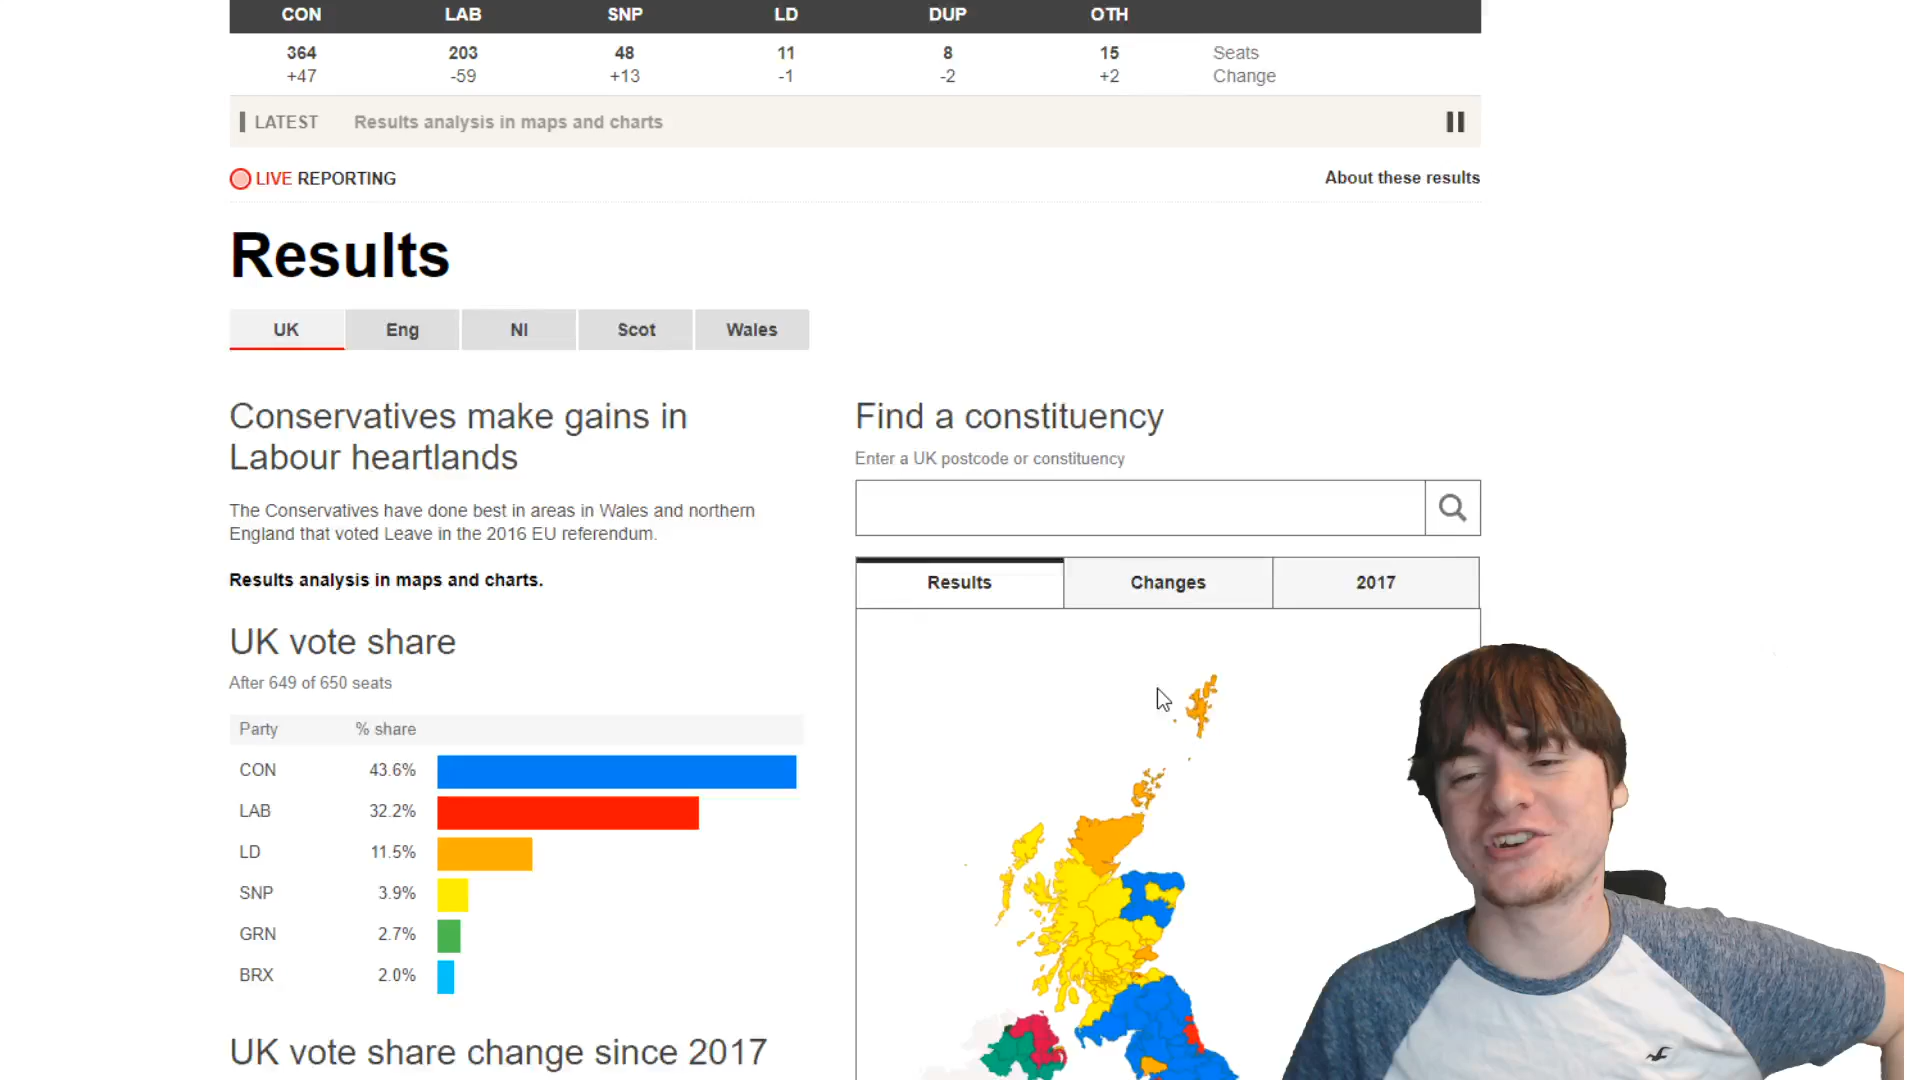 CON LAB SNP LD DUP OTH
364 203 48 11 8 15 Seats
+47 -59 +13 -1 -2 +2 Change
LATEST Results analysis in maps and charts
LIVE REPORTING About these results
Results
UK Eng NI Scot Wales
Conservatives make gains in
Labour heartlands
The Conservatives have done best in areas in Wales and northern
England that voted Leave in the 2016 EU referendum.
Results analysis in maps and charts.
UK vote share
After 649 of 650 seats
Party % share
CON 43.6%
LAB 32.2%
LD 11.5%
SNP 3.9%
GRN 2.7%
BRX 2.0%
UK vote share change since 2017
Find a constituency
Enter a UK postcode or constituency
Results Changes 2017